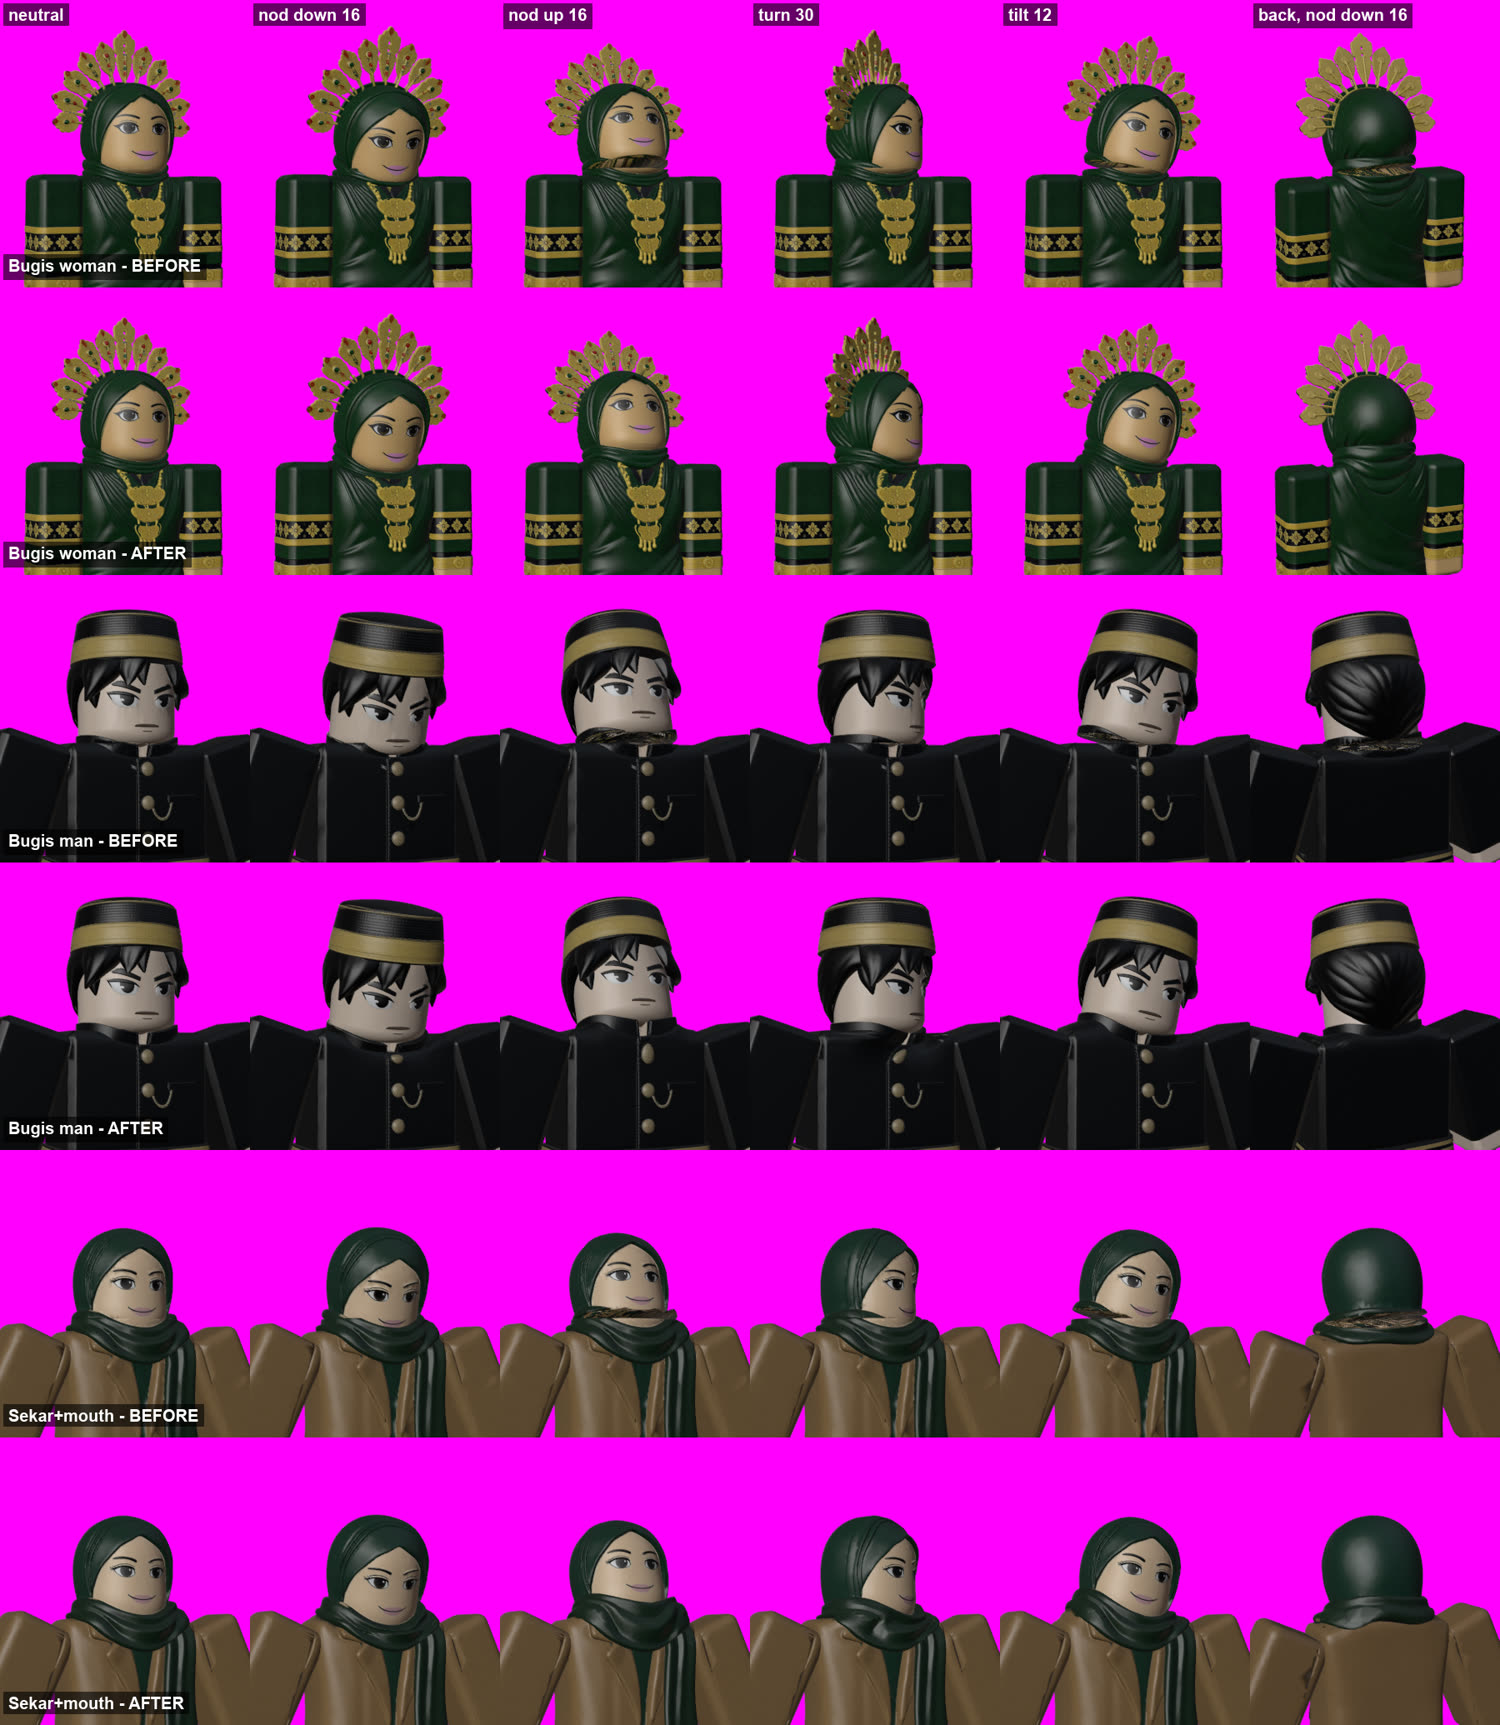 neutral
nod down 16
nod up 16
turn 30
tilt 12
back, nod down 16
Bugis woman - BEFORE
Bugis woman - AFTER
Bugis man - BEFORE
Bugis man - AFTER
Sekar+mouth - BEFORE
Sekar+mouth - AFTER